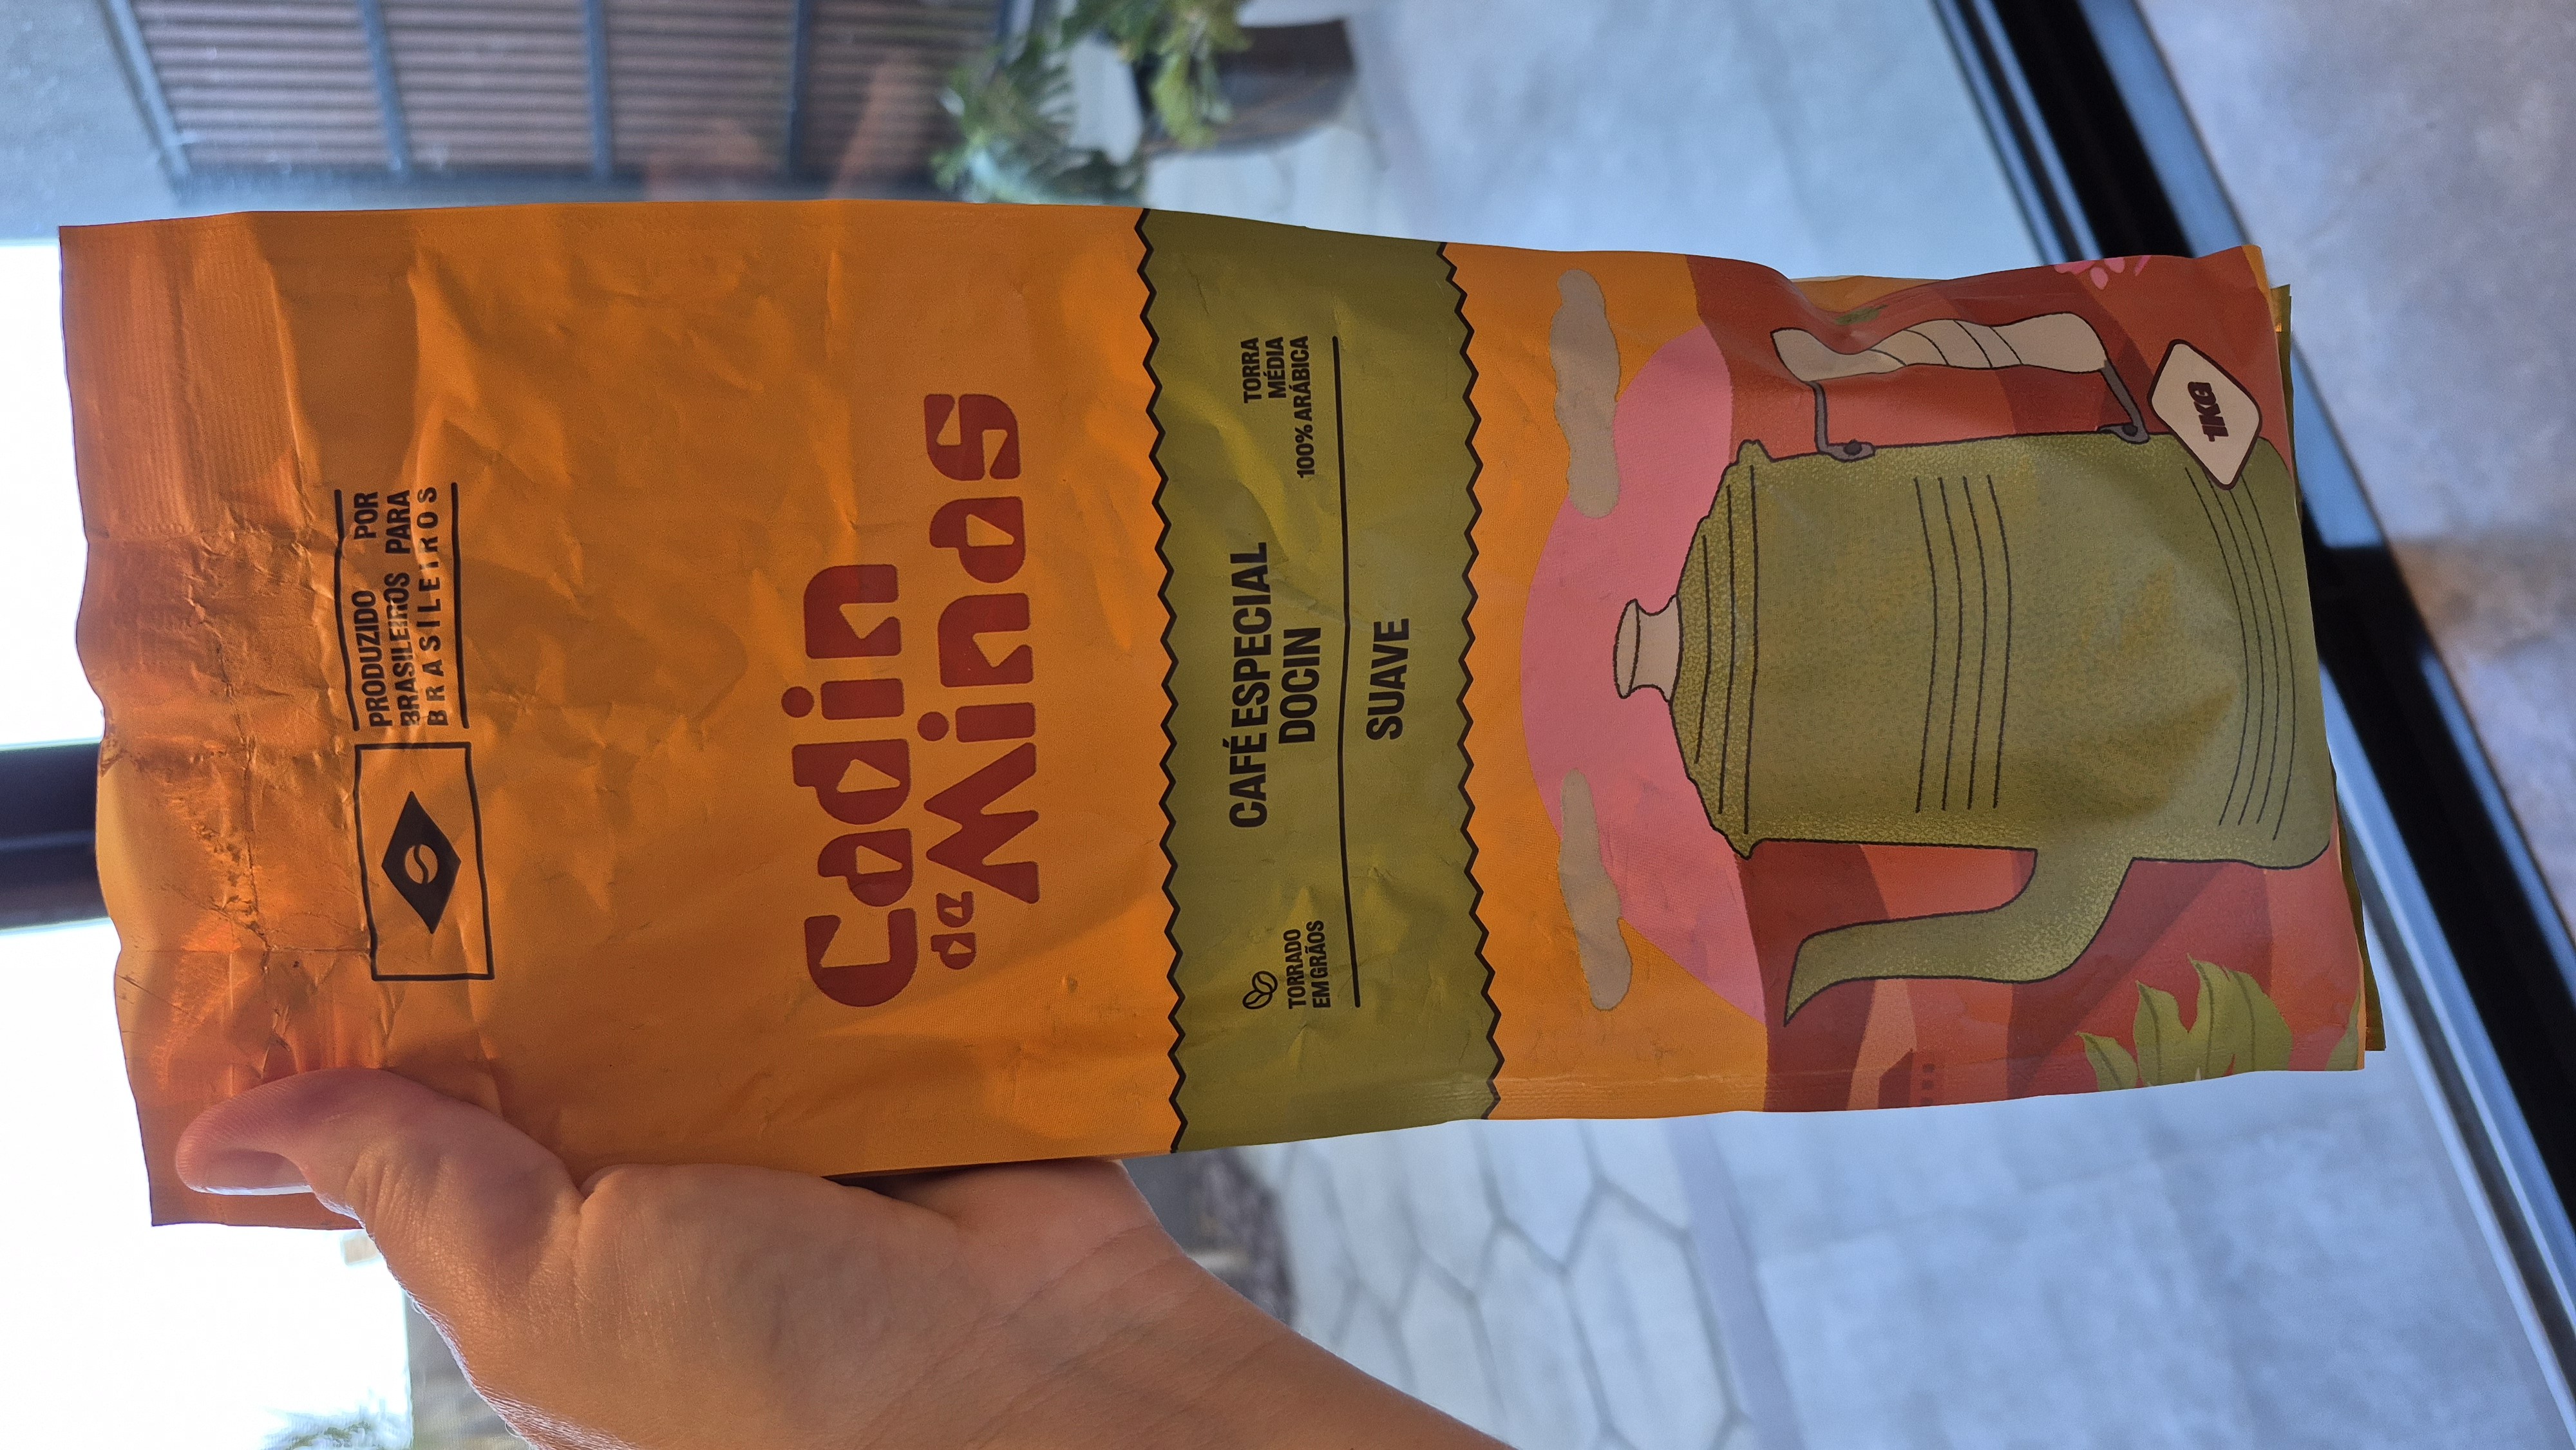 PRODUZIDO POR
BRASILEIROS PARA
BRASILEIROS
Cadin
de Minas
TORRADO
EM GRÃOS
CAFÉ ESPECIAL
DOCIN
TORRA
MÉDIA
100% ARÁBICA
SUAVE
1KG